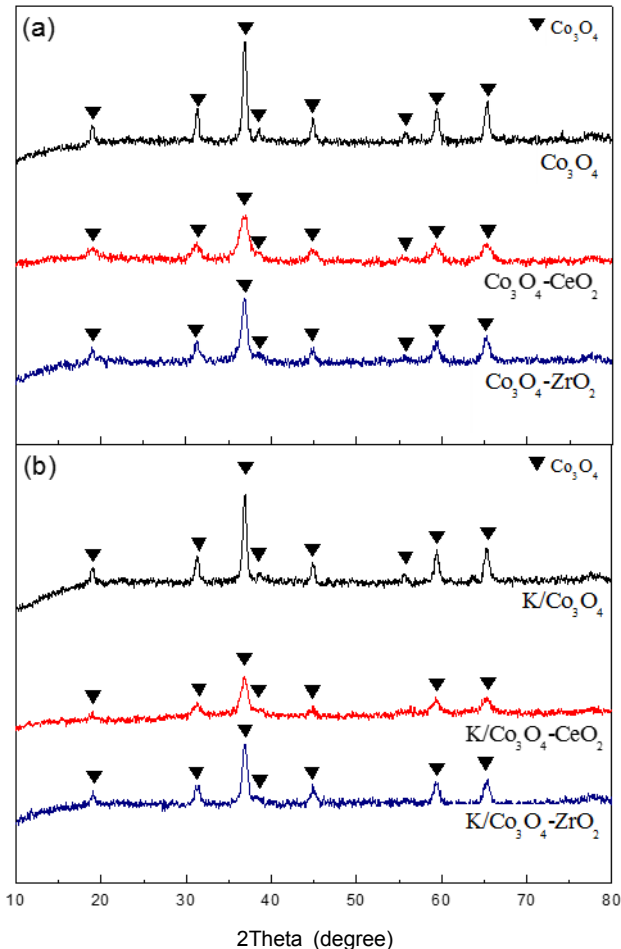 (a)
▼ Co₃O₄
Co₃O₄
Co₃O₄-CeO₂
Co₃O₄-ZrO₂
(b)
▼ Co₃O₄
K/Co₃O₄
K/Co₃O₄-CeO₂
K/Co₃O₄-ZrO₂
10 20 30 40 50 60 70 80
2Theta (degree)